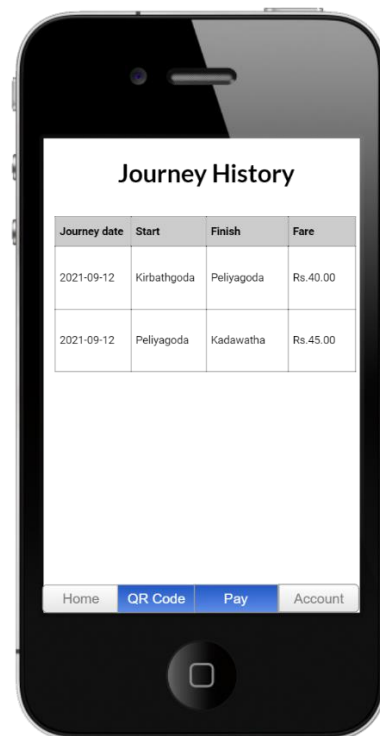 Journey History
Journey date Start Finish Fare
2021-09-12 Kirbathgoda Peliyagoda Rs.40.00
2021-09-12 Peliyagoda Kadawatha Rs.45.00
Home QR Code Pay Account